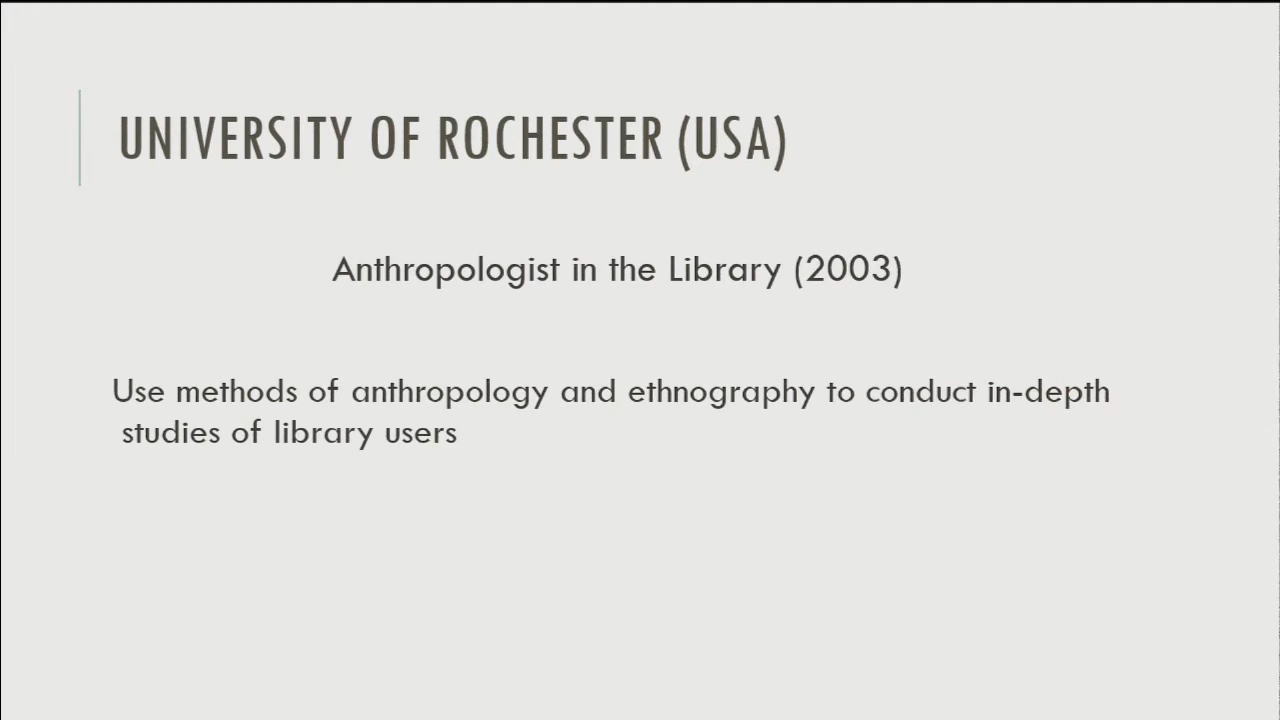 UNIVERSITY OF ROCHESTER (USA)
Anthropologist in the Library (2003)
Use methods of anthropology and ethnography to conduct in-depth
studies of library users